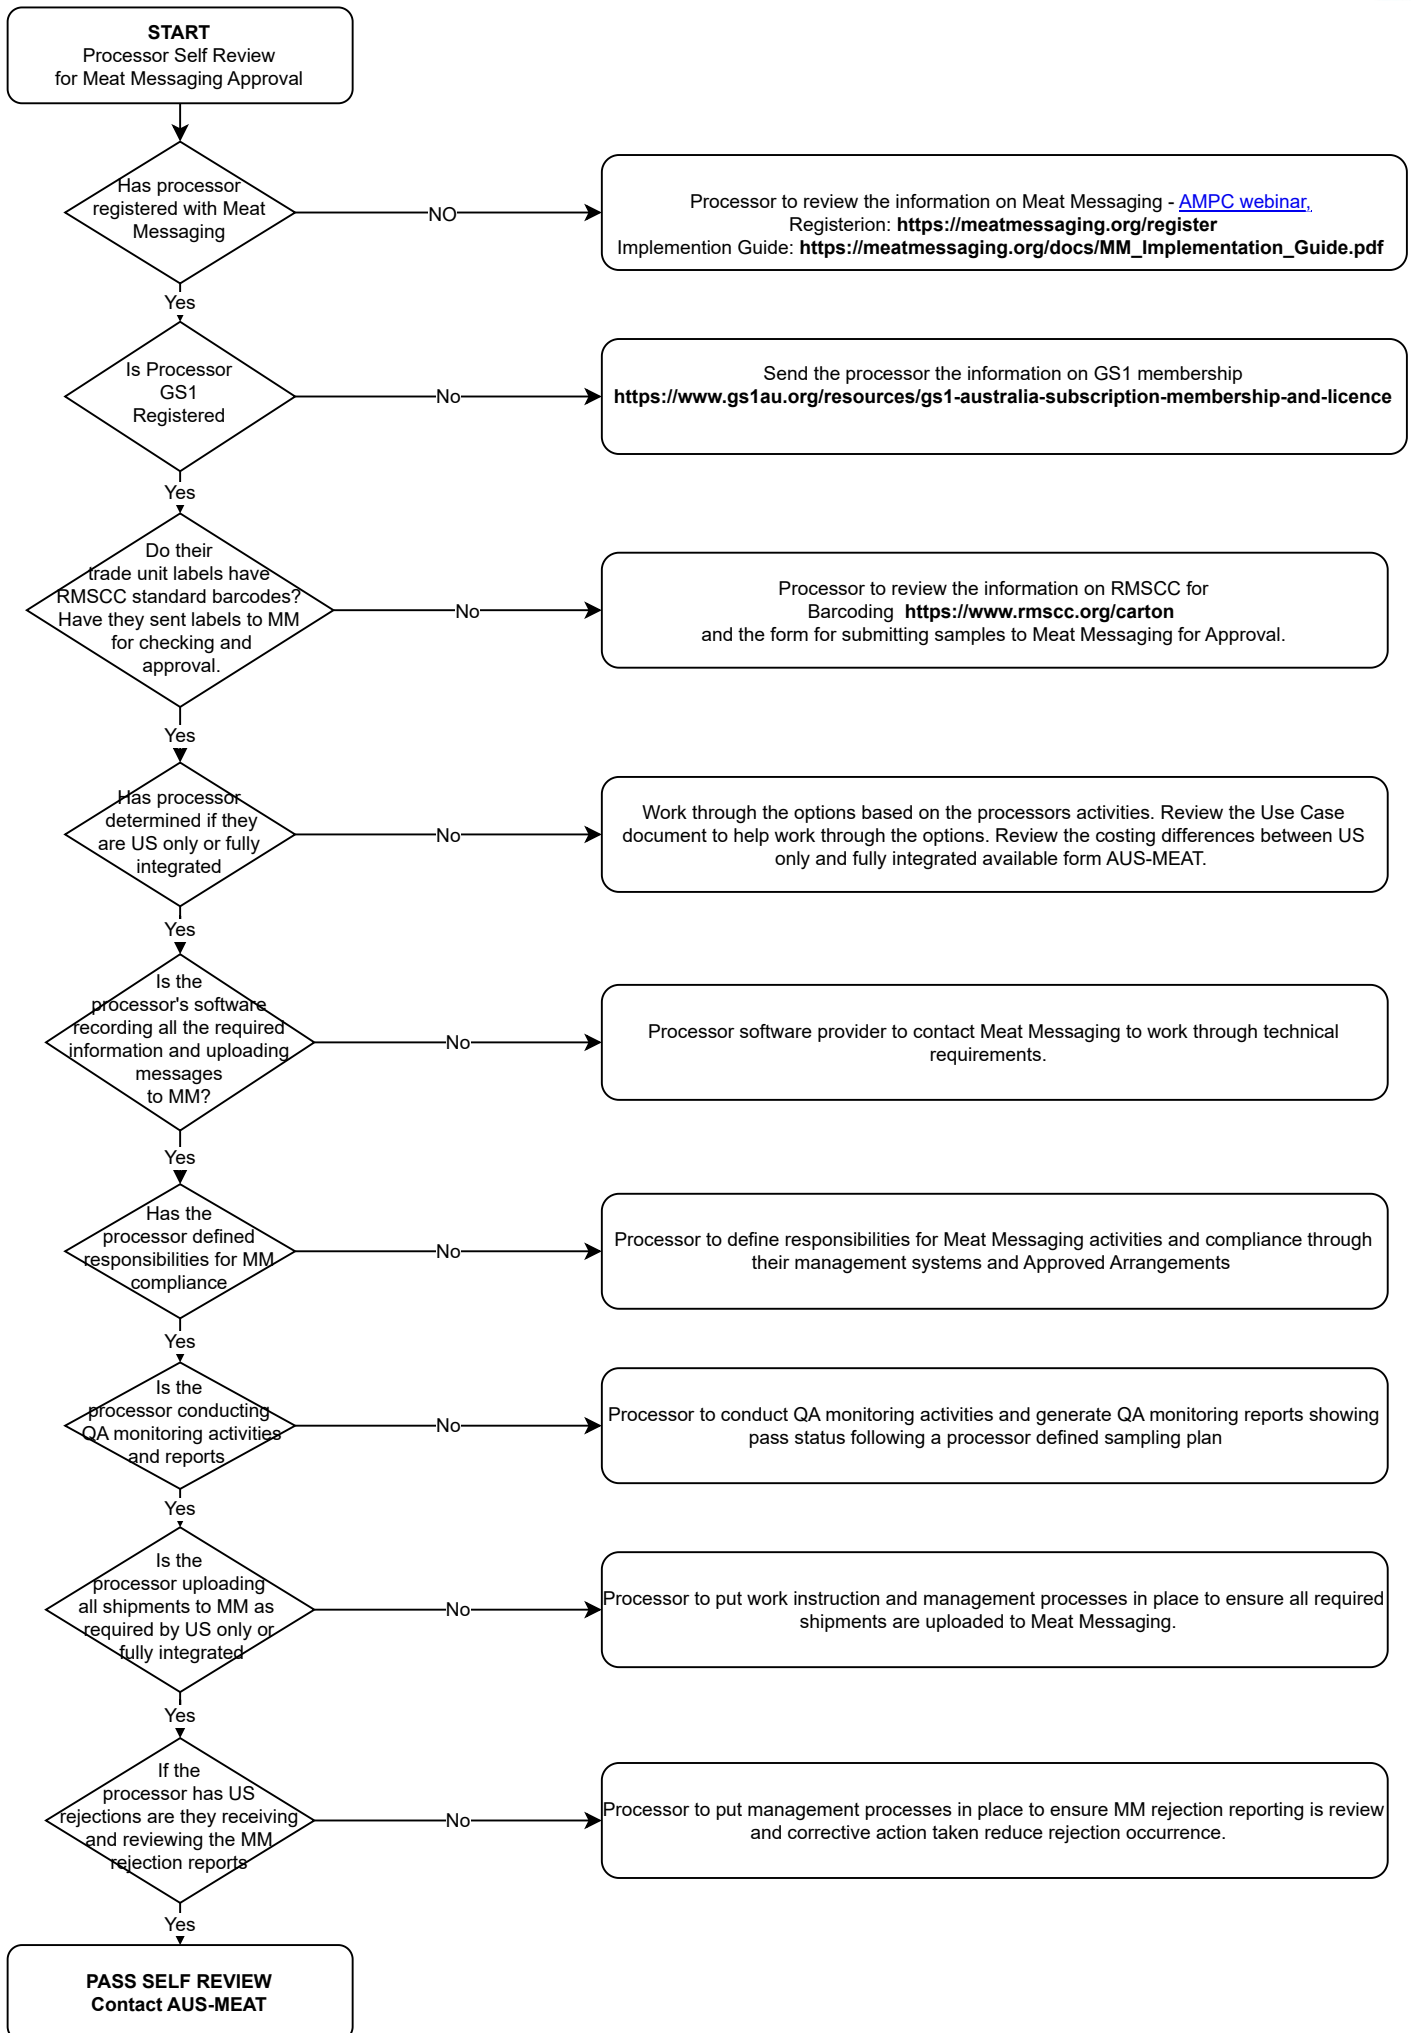 START
Processor Self Review
for Meat Messaging Approval
Has processor
registered with Meat
Messaging
NO
Processor to review the information on Meat Messaging - AMPC webinar,
Registerion: https://meatmessaging.org/register
Implemention Guide: https://meatmessaging.org/docs/MM_Implementation_Guide.pdf
Yes
Is Processor
GS1
Registered
No
Send the processor the information on GS1 membership
https://www.gs1au.org/resources/gs1-australia-subscription-membership-and-licence
Yes
Do their
trade unit labels have
RMSCC standard barcodes?
Have they sent labels to MM
for checking and
approval.
No
Processor to review the information on RMSCC for
Barcoding https://www.rmscc.org/carton
and the form for submitting samples to Meat Messaging for Approval.
Yes
Has processor
determined if they
are US only or fully
integrated
No
Work through the options based on the processors activities. Review the Use Case
document to help work through the options. Review the costing differences between US
only and fully integrated available form AUS-MEAT.
Yes
Is the
processor's software
recording all the required
information and uploading
messages
to MM?
No
Processor software provider to contact Meat Messaging to work through technical
requirements.
Yes
Has the
processor defined
responsibilities for MM
compliance
No
Processor to define responsibilities for Meat Messaging activities and compliance through
their management systems and Approved Arrangements
Yes
Is the
processor conducting
QA monitoring activities
and reports
No
Processor to conduct QA monitoring activities and generate QA monitoring reports showing
pass status following a processor defined sampling plan
Yes
Is the
processor uploading
all shipments to MM as
required by US only or
fully integrated
No
Processor to put work instruction and management processes in place to ensure all required
shipments are uploaded to Meat Messaging.
Yes
If the
processor has US
rejections are they receiving
and reviewing the MM
rejection reports
No
Processor to put management processes in place to ensure MM rejection reporting is review
and corrective action taken reduce rejection occurrence.
Yes
PASS SELF REVIEW
Contact AUS-MEAT